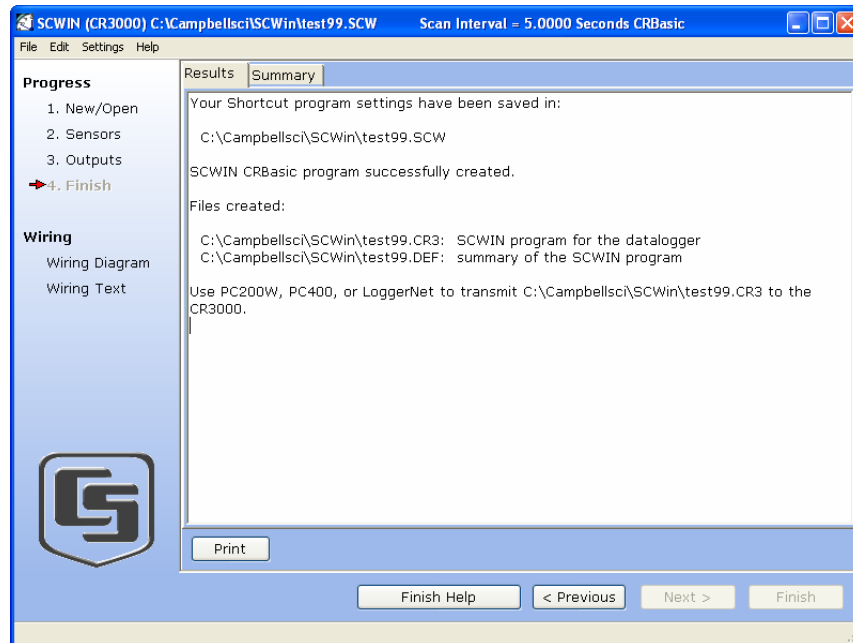 SCWIN (CR3000) C:\Campbellsci\SCWin\test99.SCW Scan Interval = 5.0000 Seconds CRBasic
File Edit Settings Help
Progress
1. New/Open
2. Sensors
3. Outputs
4. Finish
Wiring
Wiring Diagram
Wiring Text
Results Summary
Your Shortcut program settings have been saved in:
C:\Campbellsci\SCWin\test99.SCW
SCWIN CRBasic program successfully created.
Files created:
C:\Campbellsci\SCWin\test99.CR3: SCWIN program for the datalogger
C:\Campbellsci\SCWin\test99.DEF: summary of the SCWIN program
Use PC200W, PC400, or LoggerNet to transmit C:\Campbellsci\SCWin\test99.CR3 to the
CR3000.
CS
Print
Finish Help < Previous Next > Finish